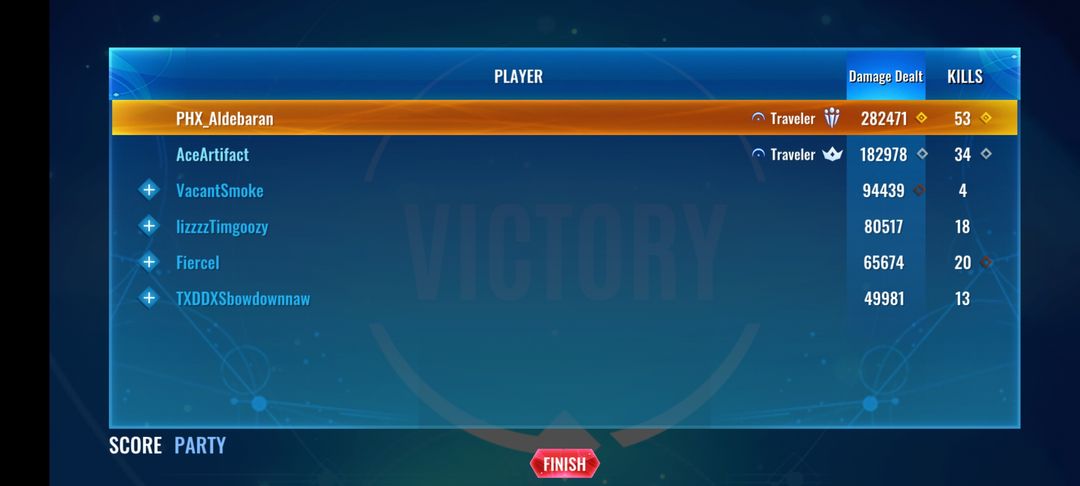 PLAYER Damage Dealt KILLS
PHX_Aldebaran Traveler 282471 53
AceArtifact Traveler 182978 34
VacantSmoke 94439 4
lizzzzTimgoozy 80517 18
Fiercel 65674 20
TXDDXSbowdownnaw 49981 13
VICTORY
SCORE PARTY
FINISH